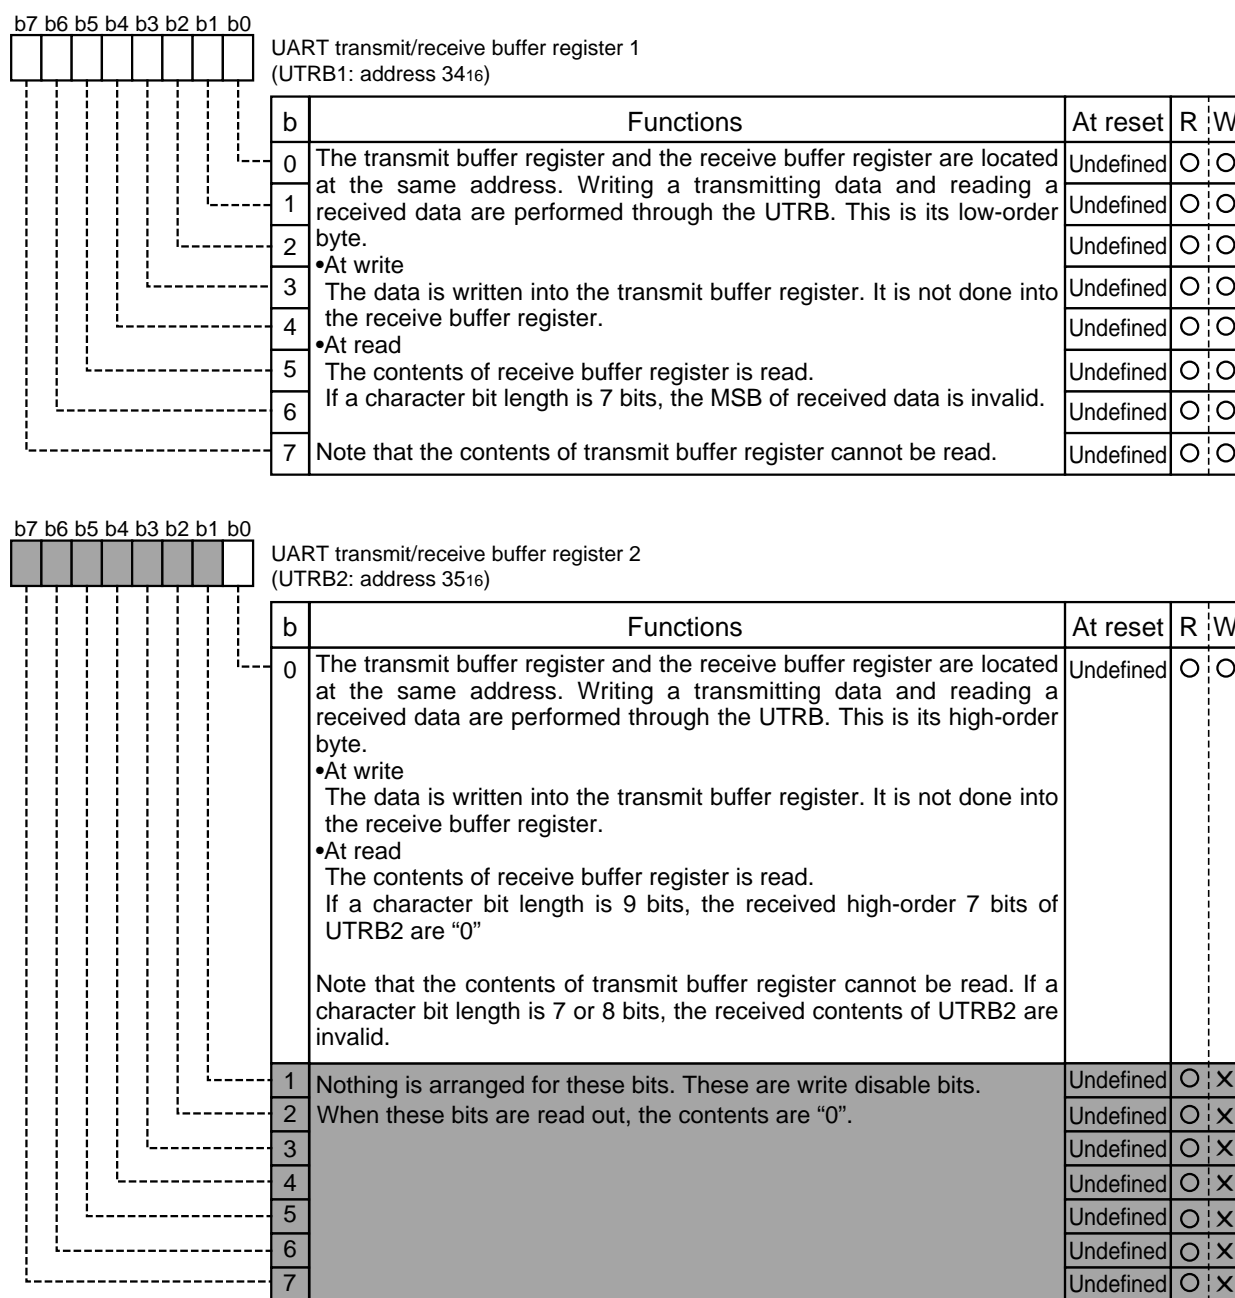 b7 b6 b5 b4 b3 b2 b1 b0
UART transmit/receive buffer register 1
(UTRB1: address 3416)
b Functions At reset R W
0 The transmit buffer register and the receive buffer register are located Undefined O O
at the same address. Writing a transmitting data and reading a
1 received data are performed through the UTRB. This is its low-order Undefined O O
2 byte. Undefined O O
•At write
3 The data is written into the transmit buffer register. It is not done into Undefined O O
4 the receive buffer register. Undefined O O
•At read
5 The contents of receive buffer register is read. Undefined O O
6 If a character bit length is 7 bits, the MSB of received data is invalid. Undefined O O
7 Note that the contents of transmit buffer register cannot be read. Undefined O O
b7 b6 b5 b4 b3 b2 b1 b0
UART transmit/receive buffer register 2
(UTRB2: address 3516)
b Functions At reset R W
0 The transmit buffer register and the receive buffer register are located Undefined O O
at the same address. Writing a transmitting data and reading a
received data are performed through the UTRB. This is its high-order
byte.
•At write
The data is written into the transmit buffer register. It is not done into
the receive buffer register.
•At read
The contents of receive buffer register is read.
If a character bit length is 9 bits, the received high-order 7 bits of
UTRB2 are “0”
Note that the contents of transmit buffer register cannot be read. If a
character bit length is 7 or 8 bits, the received contents of UTRB2 are
invalid.
1 Nothing is arranged for these bits. These are write disable bits. Undefined O X
2 When these bits are read out, the contents are “0”. Undefined O X
3 Undefined O X
4 Undefined O X
5 Undefined O X
6 Undefined O X
7 Undefined O X